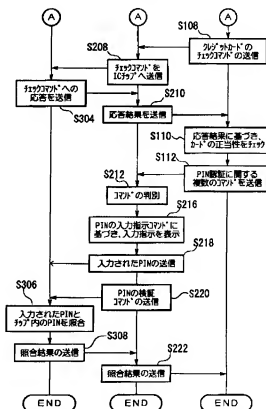 A
A
A
S108
クレジットカードの
チェックコマンドの送信
S208
チェックコマンドを
ICチップへ送信
チェックコマンドへの
応答を送信
S304
S210
応答結果を送信
S110
応答結果に基づき、
カードの正当性をチェック
S112
PIN認証に関する
複数のコマンドを送信
S212
コマンドの判別
S216
PINの入力指示コマンドに
基づき、入力指示を表示
S218
入力されたPINの送信
S220
PINの検証
コマンドの送信
S306
入力されたPINと
チップ内のPINを照合
S308
照合結果の送信
S222
照合結果の送信
END
END
END